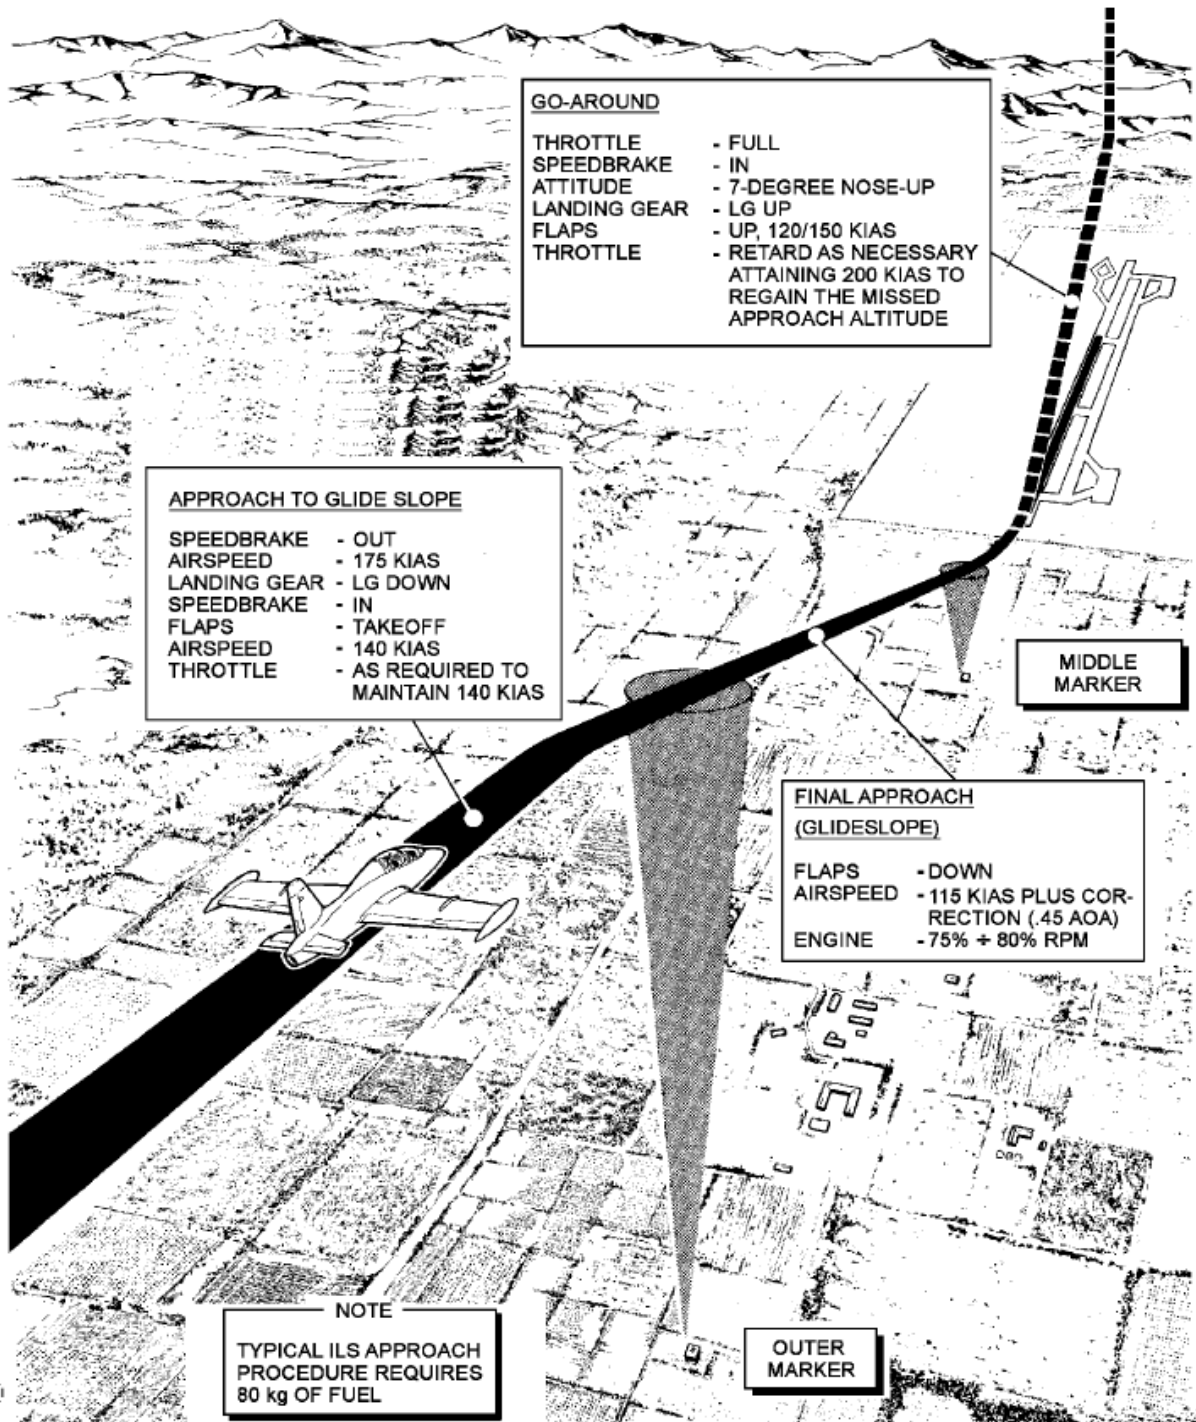 GO-AROUND
THROTTLE - FULL
SPEEDBRAKE - IN
ATTITUDE - 7-DEGREE NOSE-UP
LANDING GEAR - LG UP
FLAPS - UP, 120/150 KIAS
THROTTLE - RETARD AS NECESSARY
ATTAINING 200 KIAS TO
REGAIN THE MISSED
APPROACH ALTITUDE
APPROACH TO GLIDE SLOPE
SPEEDBRAKE - OUT
AIRSPEED - 175 KIAS
LANDING GEAR - LG DOWN
SPEEDBRAKE - IN
FLAPS - TAKEOFF
AIRSPEED - 140 KIAS
THROTTLE - AS REQUIRED TO
MAINTAIN 140 KIAS
MIDDLE
MARKER
FINAL APPROACH
(GLIDESLOPE)
FLAPS - DOWN
AIRSPEED - 115 KIAS PLUS COR-
RECTION (.45 AOA)
ENGINE - 75% ÷ 80% RPM
NOTE
TYPICAL ILS APPROACH
PROCEDURE REQUIRES
80 kg OF FUEL
OUTER
MARKER